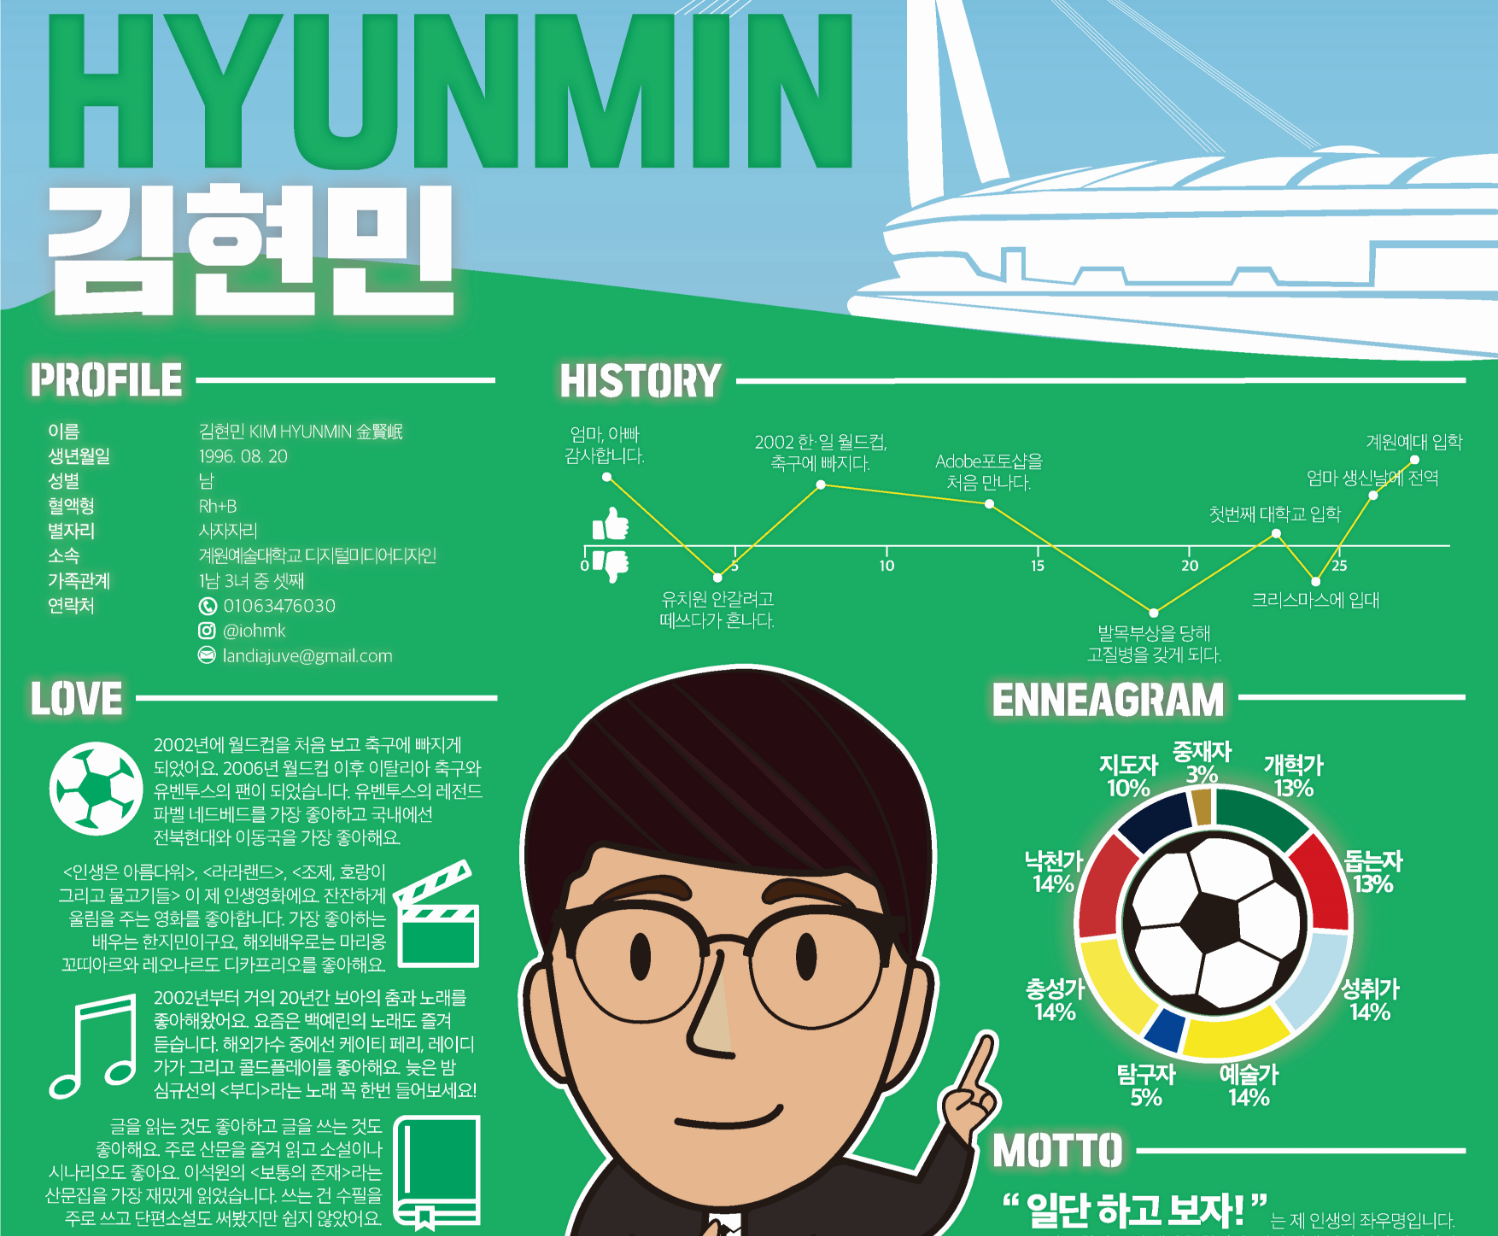 HYUNMIN
김현민
PROFILE
이름 김현민 KIM HYUNMIN 金賢岷
생년월일 1996. 08. 20
성별 남
혈액형 Rh+B
별자리 사자자리
소속 계원예술대학교 디지털미디어디자인
가족관계 1남 3녀 중 셋째
연락처 01063476030
@iohmk
landiajuve@gmail.com
HISTORY
엄마, 아빠
감사합니다.
2002 한·일 월드컵,
축구에 빠지다.
Adobe포토샵을
처음 만나다.
계원예대 입학
엄마 생신날에 전역
첫번째 대학교 입학
0 5 10 15 20 25
유치원 안갈려고
떼쓰다가 혼나다.
크리스마스에 입대
발목부상을 당해
고질병을 갖게 되다.
LOVE
2002년에 월드컵을 처음 보고 축구에 빠지게
되었어요. 2006년 월드컵 이후 이탈리아 축구와
유벤투스의 팬이 되었습니다. 유벤투스의 레전드
파벨 네드베드를 가장 좋아하고 국내에선
전북현대와 이동국을 가장 좋아해요.
<인생은 아름다워>, <라라랜드>, <조제, 호랑이
그리고 물고기들> 이 제 인생영화에요. 잔잔하게
울림을 주는 영화를 좋아합니다. 가장 좋아하는
배우는 한지민이구요, 해외배우로는 마리옹
꼬띠아르와 레오나르도 디카프리오를 좋아해요.
2002년부터 거의 20년간 보아의 춤과 노래를
좋아해왔어요. 요즘은 백예린의 노래도 즐겨
듣습니다. 해외가수 중에선 케이티 페리, 레이디
가가 그리고 콜드플레이를 좋아해요. 늦은 밤
심규선의 <부디>라는 노래 꼭 한번 들어보세요!
글을 읽는 것도 좋아하고 글을 쓰는 것도
좋아해요. 주로 산문을 즐겨 읽고 소설이나
시나리오도 좋아요. 이석원의 <보통의 존재>라는
산문집을 가장 재밌게 읽었습니다. 쓰는 건 수필을
주로 쓰고 단편소설도 써봤지만 쉽지 않았어요.
ENNEAGRAM
중재자
3%
개혁가
13%
돕는자
13%
성취가
14%
예술가
14%
탐구자
5%
충성가
14%
낙천가
14%
지도자
10%
MOTTO
“ 일단 하고 보자! ” 는 제 인생의 좌우명입니다.